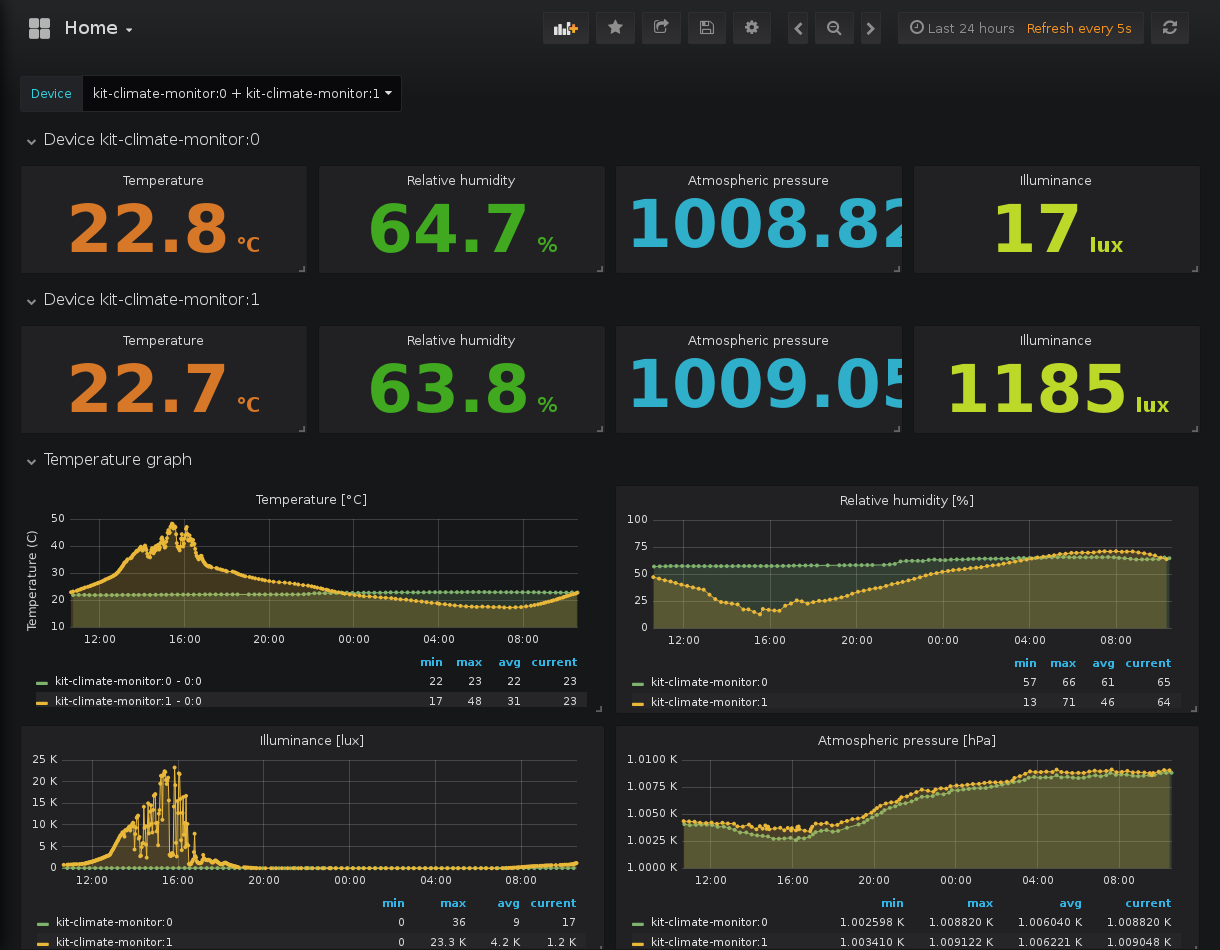 Home
Last 24 hours Refresh every 5s
Device kit-climate-monitor:0 + kit-climate-monitor:1
Device kit-climate-monitor:0
Temperature Relative humidity Atmospheric pressure Illuminance
22.8 °C 64.7 % 1008.82 17 lux
Device kit-climate-monitor:1
Temperature Relative humidity Atmospheric pressure Illuminance
22.7 °C 63.8 % 1009.05 1185 lux
Temperature graph
Temperature [°C]
Temperature (C)
50
40
30
20
10
12:00 16:00 20:00 00:00 04:00 08:00
min max avg current
kit-climate-monitor:0 - 0:0 22 23 22 23
kit-climate-monitor:1 - 0:0 17 48 31 23
Relative humidity [%]
100
75
50
25
0
12:00 16:00 20:00 00:00 04:00 08:00
min max avg current
kit-climate-monitor:0 57 66 61 65
kit-climate-monitor:1 13 71 46 64
Illuminance [lux]
25 K
20 K
15 K
10 K
5 K
0
12:00 16:00 20:00 00:00 04:00 08:00
min max avg current
kit-climate-monitor:0 0 36 9 17
kit-climate-monitor:1 0 23.3 K 4.2 K 1.2 K
Atmospheric pressure [hPa]
1.0100 K
1.0075 K
1.0050 K
1.0025 K
1.0000 K
12:00 16:00 20:00 00:00 04:00 08:00
min max avg current
kit-climate-monitor:0 1.002598 K 1.008820 K 1.006040 K 1.008820 K
kit-climate-monitor:1 1.003410 K 1.009122 K 1.006221 K 1.009048 K